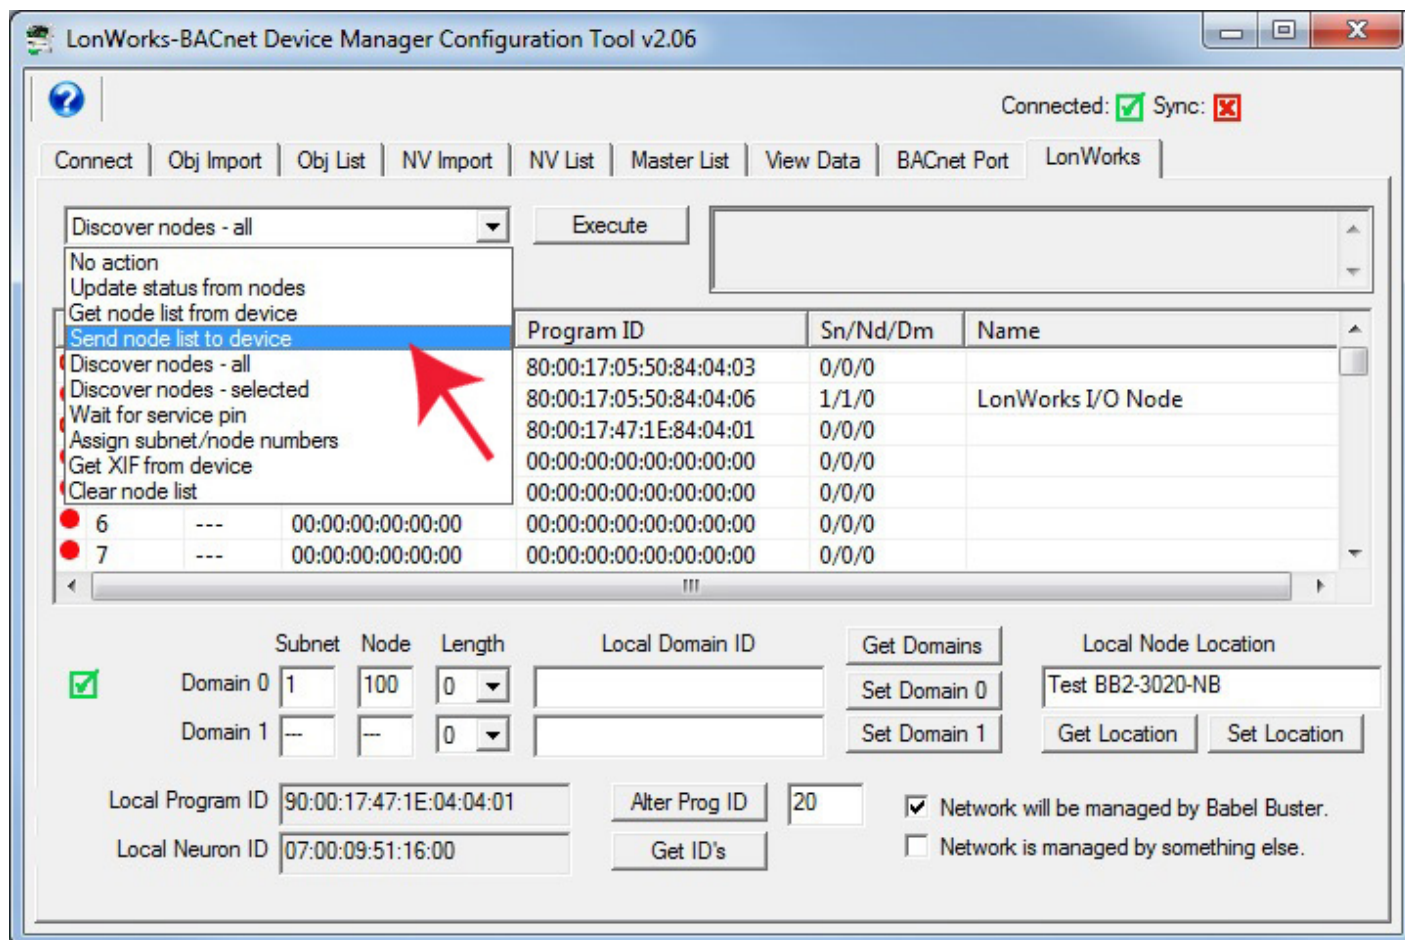 LonWorks-BACnet Device Manager Configuration Tool v2.06
Connected: Sync:
Connect Obj Import Obj List NV Import NV List Master List View Data BACnet Port LonWorks
Discover nodes - all Execute
No action
Update status from nodes
Get node list from device
Send node list to device
Discover nodes - all
Discover nodes - selected
Wait for service pin
Assign subnet/node numbers
Get XIF from device
Clear node list
Program ID Sn/Nd/Dm Name
80:00:17:05:50:84:04:03 0/0/0
80:00:17:05:50:84:04:06 1/1/0 LonWorks I/O Node
80:00:17:47:1E:84:04:01 0/0/0
00:00:00:00:00:00:00:00 0/0/0
00:00:00:00:00:00:00:00 0/0/0
6 --- 00:00:00:00:00:00 00:00:00:00:00:00:00:00 0/0/0
7 --- 00:00:00:00:00:00 00:00:00:00:00:00:00:00 0/0/0
Subnet Node Length Local Domain ID Get Domains Local Node Location
Domain 0 1 100 0 Set Domain 0 Test BB2-3020-NB
Domain 1 --- --- 0 Set Domain 1 Get Location Set Location
Local Program ID 90:00:17:47:1E:04:04:01 Alter Prog ID 20 Network will be managed by Babel Buster.
Local Neuron ID 07:00:09:51:16:00 Get ID's Network is managed by something else.